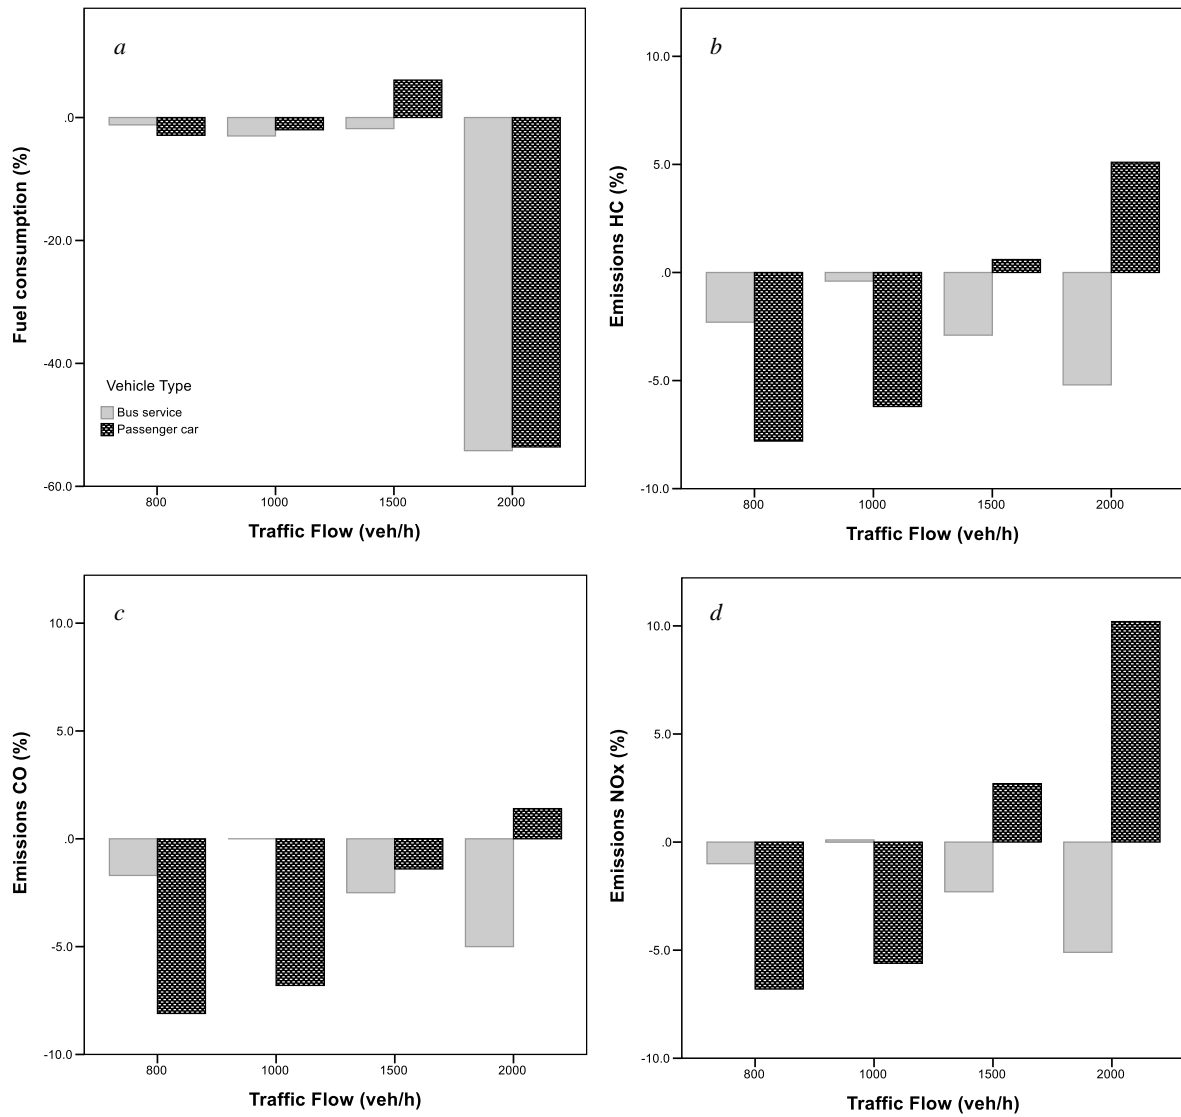 a
Fuel consumption (%)
.0
-20.0
-40.0
-60.0
Vehicle Type
Bus service
Passenger car
800 1000 1500 2000
Traffic Flow (veh/h)
b
Emissions HC (%)
10.0
5.0
.0
-5.0
-10.0
800 1000 1500 2000
Traffic Flow (veh/h)
c
Emissions CO (%)
10.0
5.0
.0
-5.0
-10.0
800 1000 1500 2000
Traffic Flow (veh/h)
d
Emissions NOx (%)
10.0
5.0
.0
-5.0
-10.0
800 1000 1500 2000
Traffic Flow (veh/h)